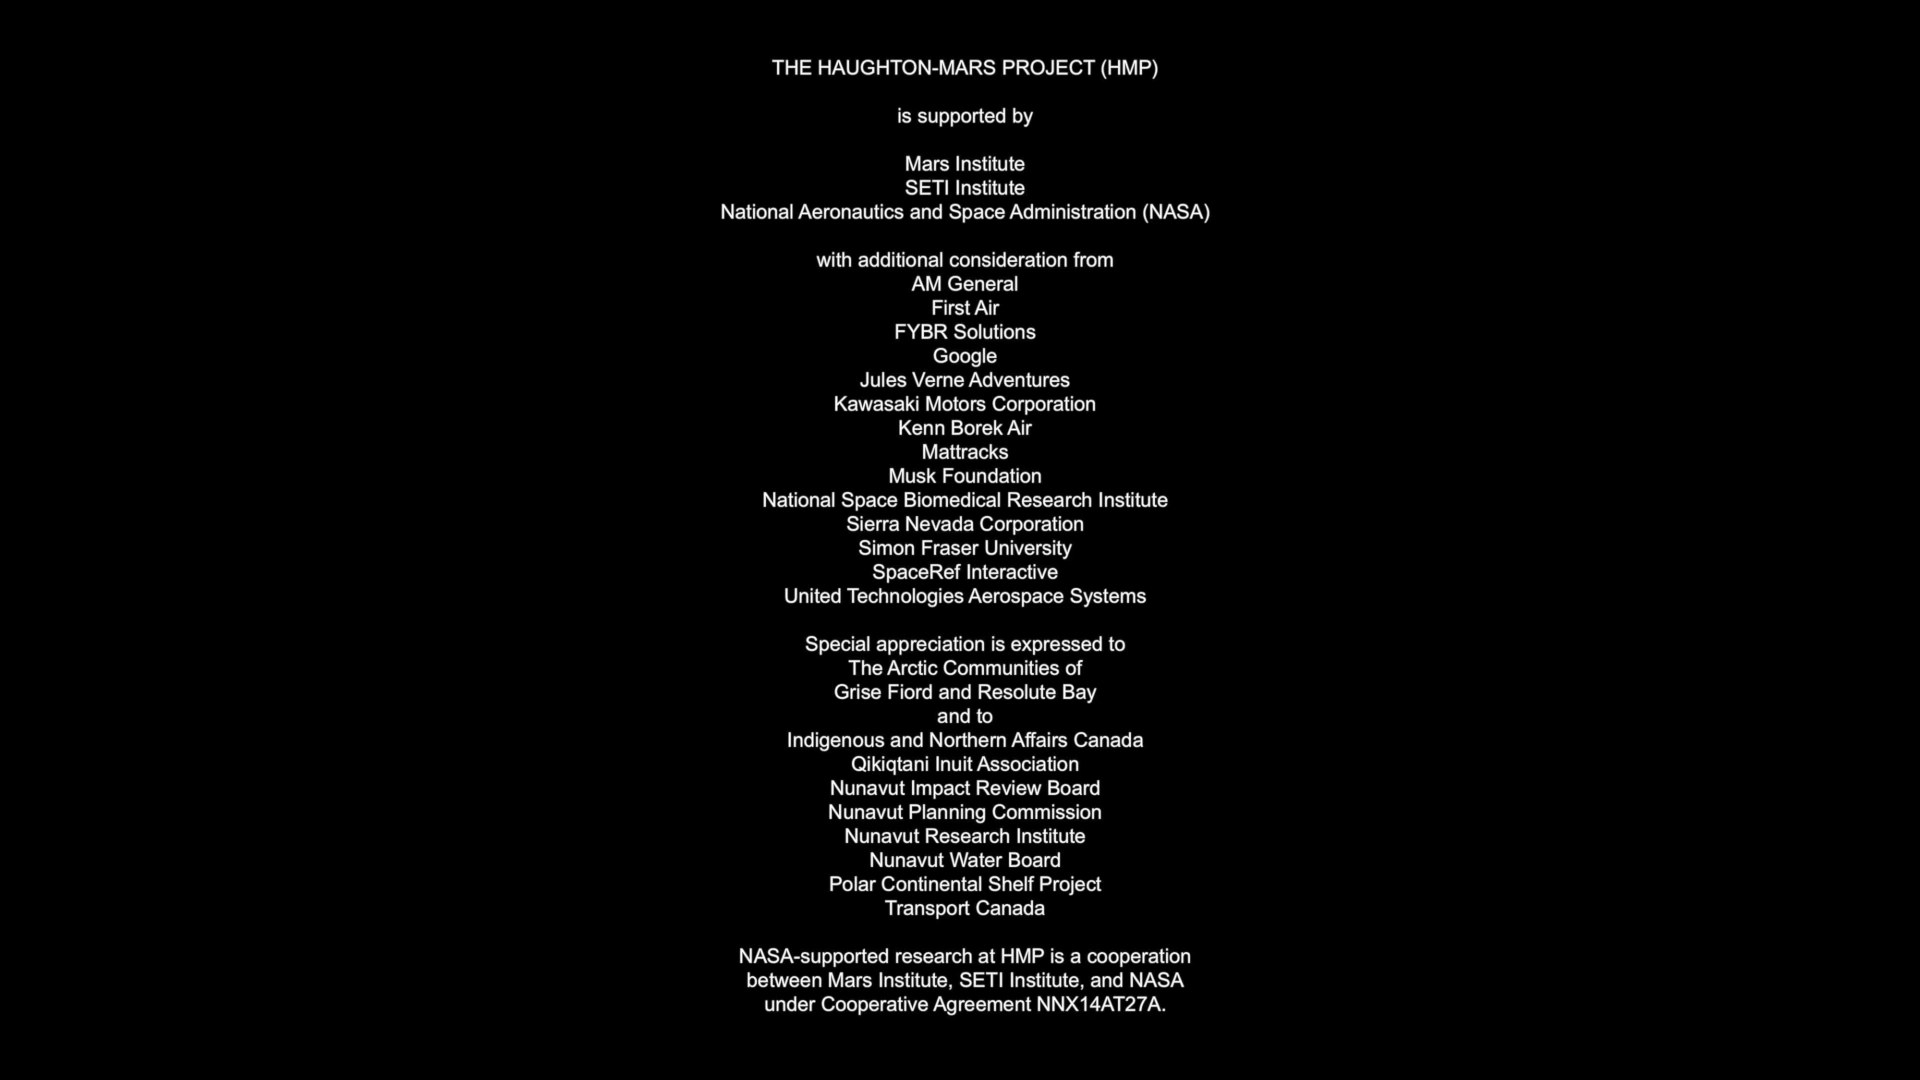 THE HAUGHTON-MARS PROJECT (HMP)
is supported by
Mars Institute
SETI Institute
National Aeronautics and Space Administration (NASA)
with additional consideration from
AM General
First Air
FYBR Solutions
Google
Jules Verne Adventures
Kawasaki Motors Corporation
Kenn Borek Air
Mattracks
Musk Foundation
National Space Biomedical Research Institute
Sierra Nevada Corporation
Simon Fraser University
SpaceRef Interactive
United Technologies Aerospace Systems
Special appreciation is expressed to
The Arctic Communities of
Grise Fiord and Resolute Bay
and to
Indigenous and Northern Affairs Canada
Qikiqtani Inuit Association
Nunavut Impact Review Board
Nunavut Planning Commission
Nunavut Research Institute
Nunavut Water Board
Polar Continental Shelf Project
Transport Canada
NASA-supported research at HMP is a cooperation
between Mars Institute, SETI Institute, and NASA
under Cooperative Agreement NNX14AT27A.